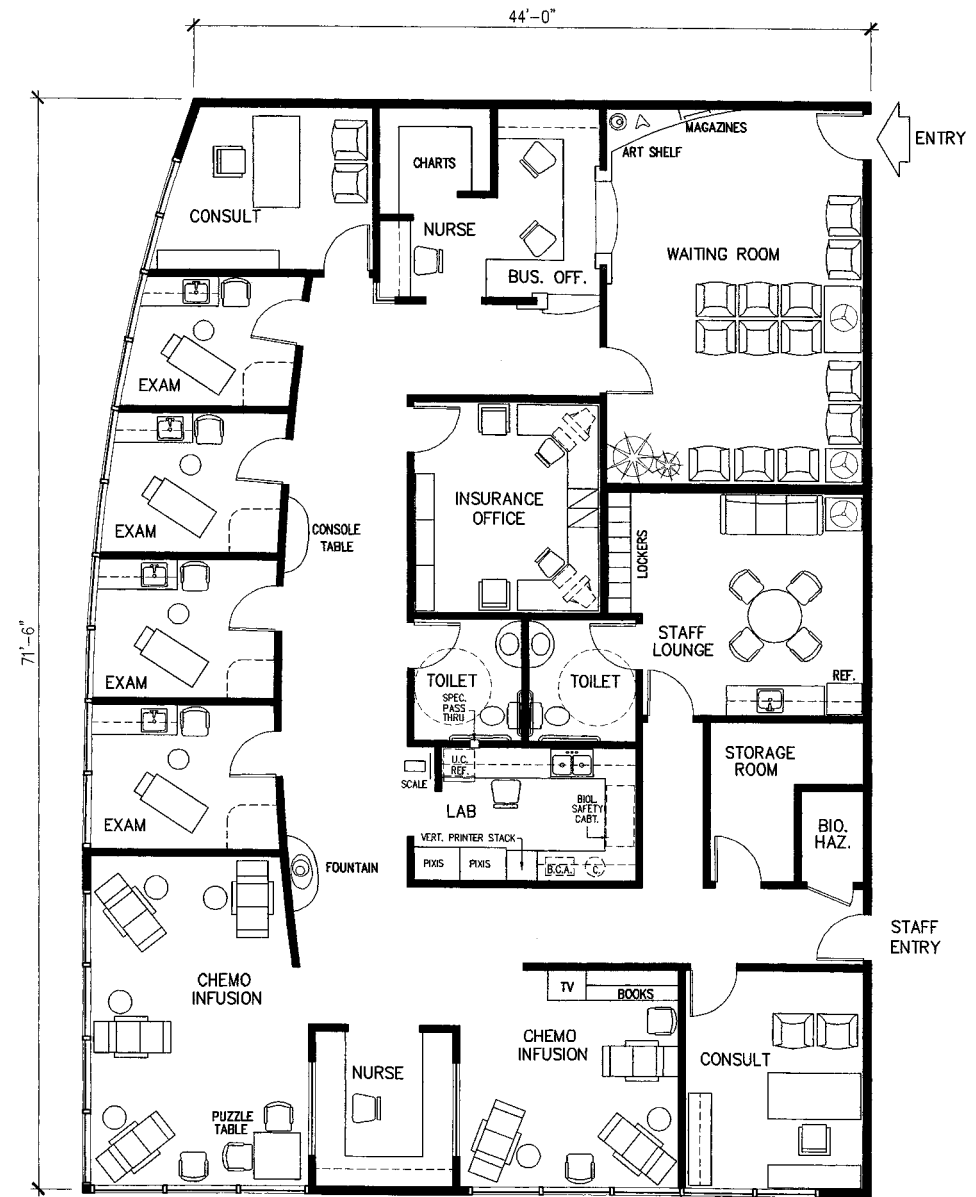 44'-0"
ENTRY
MAGAZINES
ART SHELF
CHARTS
CONSULT
NURSE
WAITING ROOM
BUS. OFF.
EXAM
INSURANCE
OFFICE
EXAM
CONSOLE
TABLE
LOCKERS
71'-6"
STAFF
LOUNGE
REF.
EXAM
TOILET
TOILET
SPEC.
PASS
THRU
STORAGE
ROOM
U.C.
REF.
SCALE
LAB
BIOL.
SAFETY
CABT.
EXAM
BIO.
HAZ.
VERT. PRINTER STACK
PIXIS
PIXIS
B.C.A.
C.
FOUNTAIN
STAFF
ENTRY
CHEMO
INFUSION
TV
BOOKS
CHEMO
INFUSION
CONSULT
NURSE
PUZZLE
TABLE